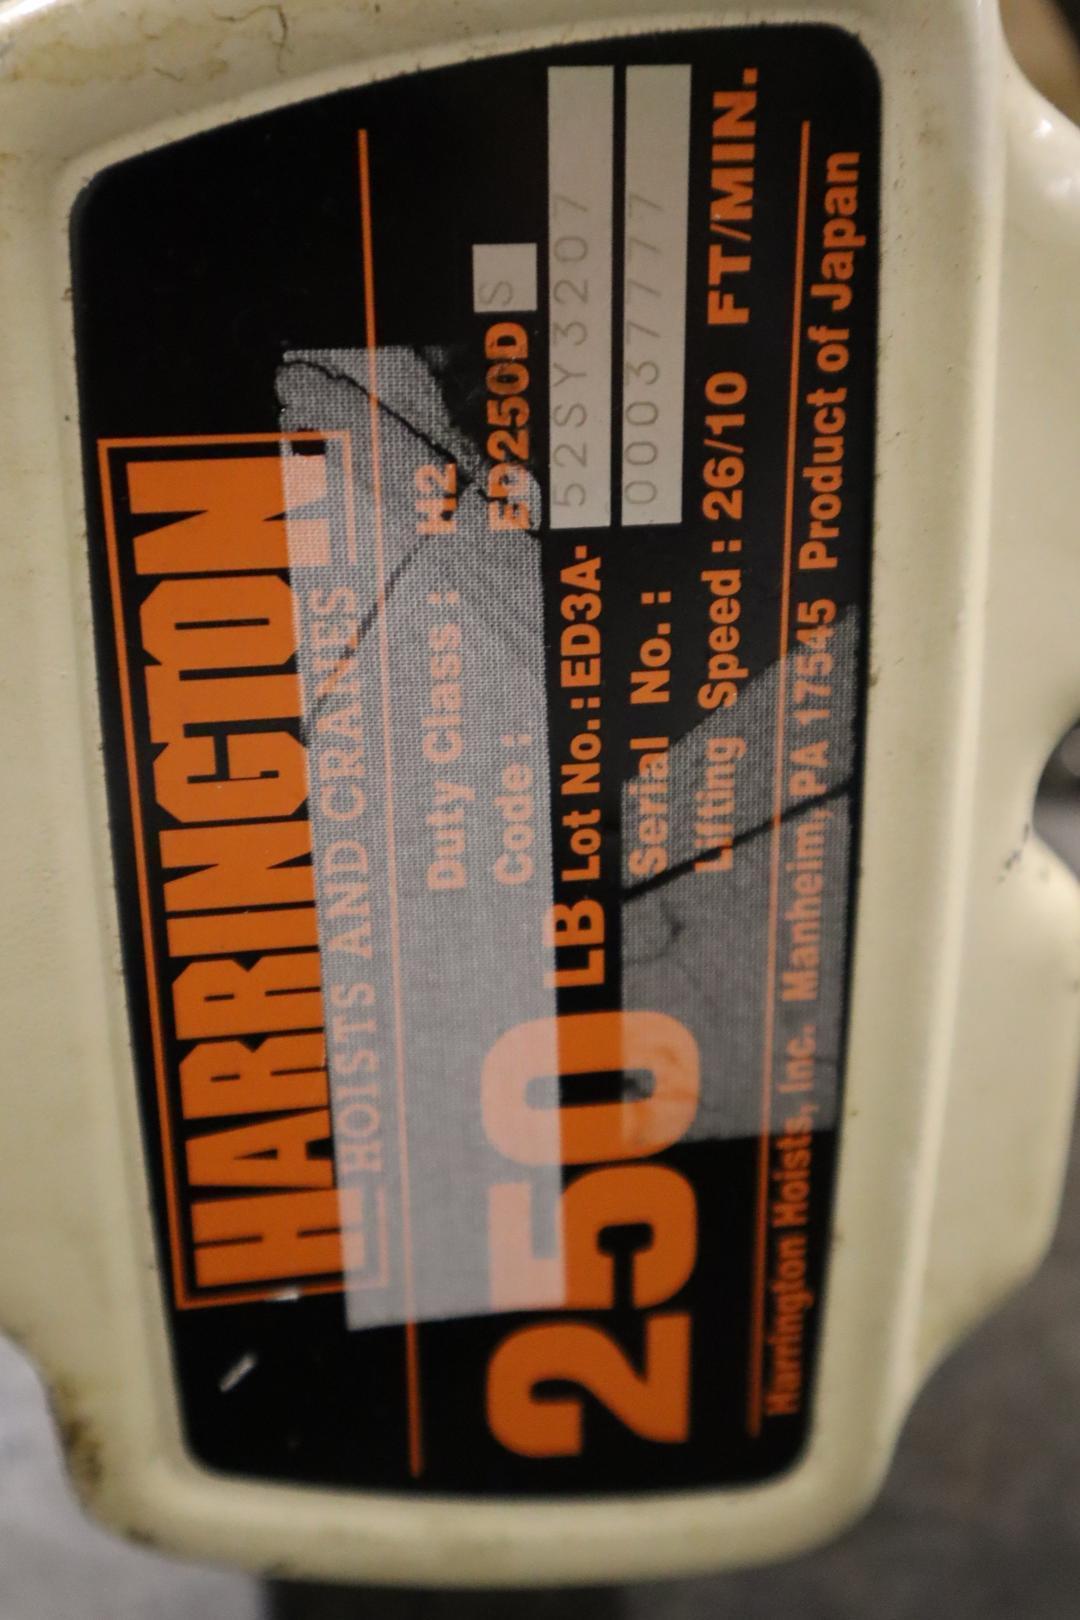 HARRINGTON
HOISTS AND CRANES
Duty Class : H2
Code : ED250DS
250 LB Lot No.: ED3A-52SY3207
Serial No. : 00037777
Lifting Speed : 26/10 FT/MIN.
Harrington Hoists, Inc. Manheim, PA 17545 Product of Japan